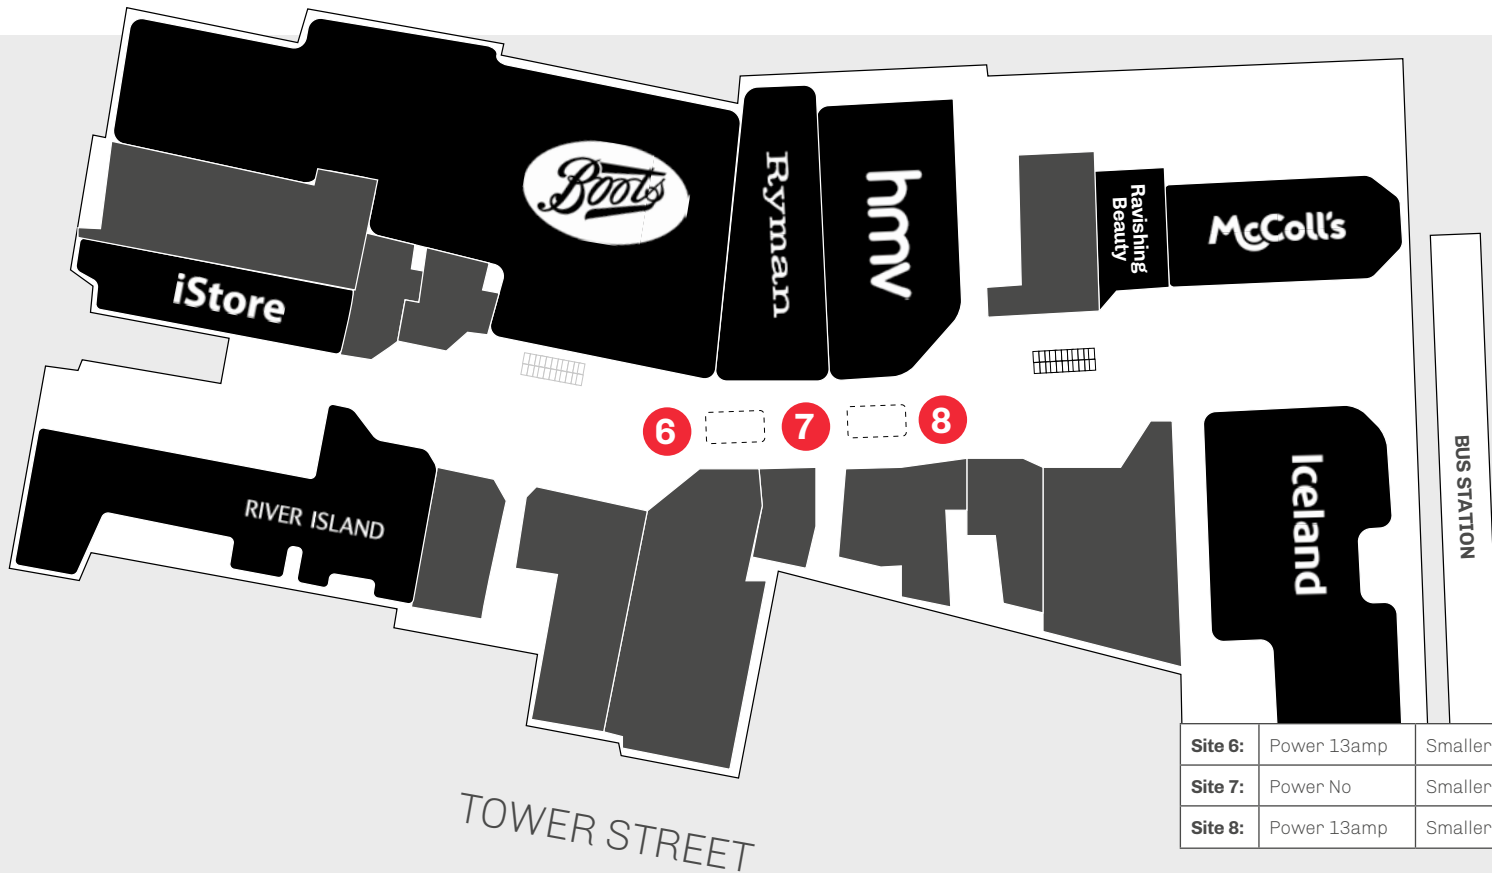 Boots
Ryman
hmv
Ravishing
Beauty
McColl's
iStore
RIVER ISLAND
6
7
8
Iceland
BUS STATION
Site 6: Power 13amp Smaller
Site 7: Power No Smaller
Site 8: Power 13amp Smaller
TOWER STREET